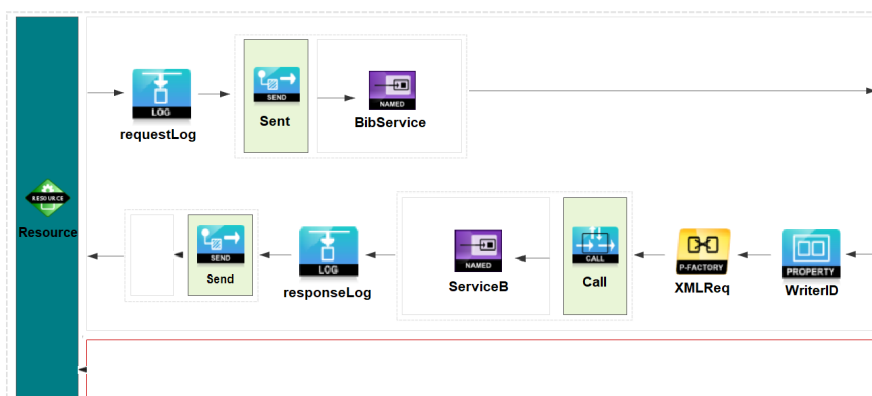 LOG
requestLog
SEND
Sent
NAMED
BibService
RESOURCE
Resource
SEND
Send
LOG
responseLog
NAMED
ServiceB
CALL
Call
P-FACTORY
XMLReq
PROPERTY
WriterID